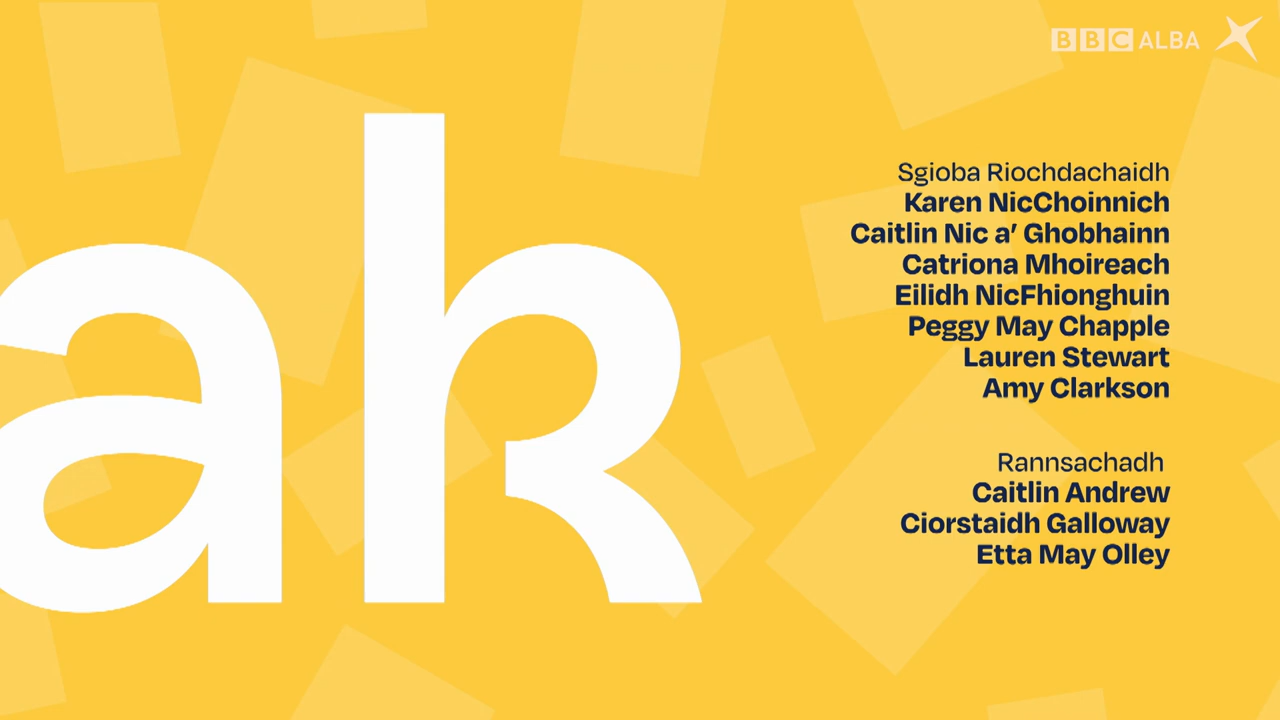 BBC ALBA
ak
Sgioba Riochdachaidh
Karen NicChoinnich
Caitlin Nic a’ Ghobhainn
Catriona Mhoireach
Eilidh NicFhionghuin
Peggy May Chapple
Lauren Stewart
Amy Clarkson
Rannsachadh
Caitlin Andrew
Ciorstaidh Galloway
Etta May Olley